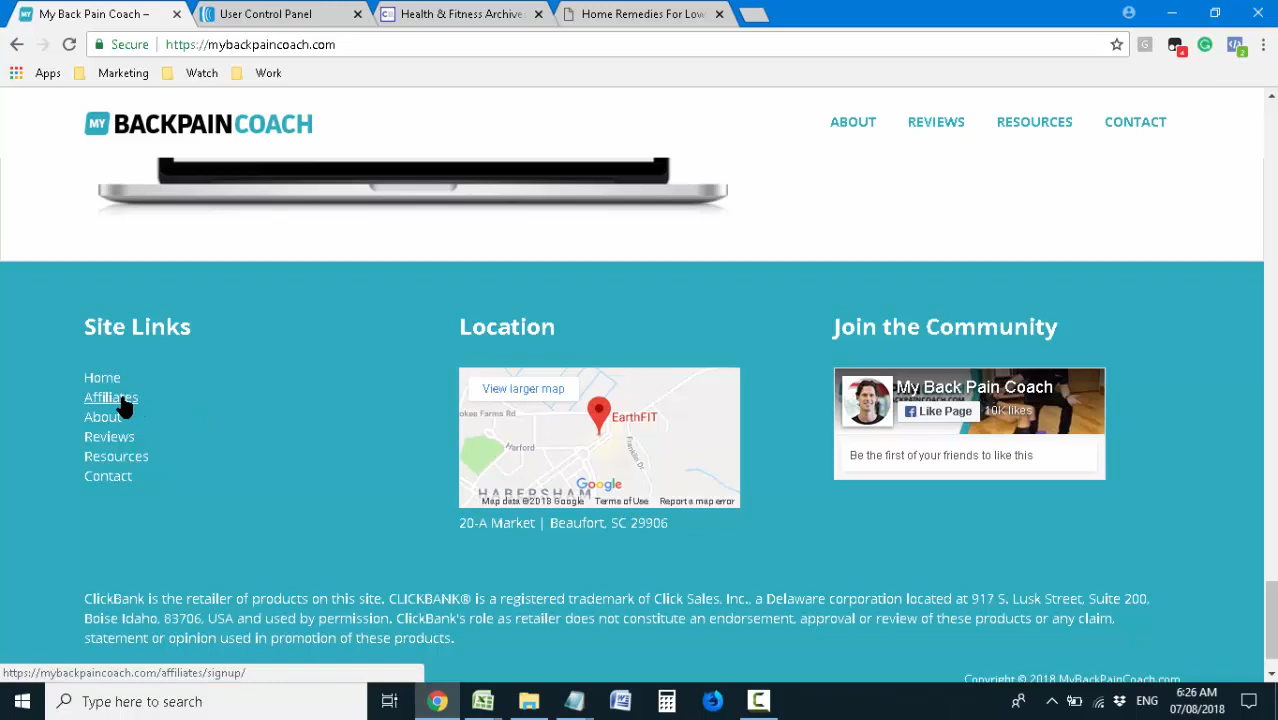 My Back Pain Coach –
User Control Panel
Health & Fitness Archives
Home Remedies For Low
Secure
https://mybackpaincoach.com
G
4
2
Apps
Marketing
Watch
Work
MY BACKPAINCOACH
ABOUT
REVIEWS
RESOURCES
CONTACT
Site Links
Home
Affiliates
About
Reviews
Resources
Contact
Location
View larger map
EarthFIT
HABERSHAM
Google
Map data ©2018 Google
Terms of Use
Report a map error
20-A Market | Beaufort, SC 29906
Join the Community
My Back Pain Coach
Like Page
10K likes
Be the first of your friends to like this
ClickBank is the retailer of products on this site. CLICKBANK® is a registered trademark of Click Sales, Inc., a Delaware corporation located at 917 S. Lusk Street, Suite 200,
Boise Idaho, 83706, USA and used by permission. ClickBank's role as retailer does not constitute an endorsement, approval or review of these products or any claim,
statement or opinion used in promotion of these products.
https://mybackpaincoach.com/affiliates/signup/
Copyright © 2018 MyBackPainCoach.com
Type here to search
ENG
6:26 AM
07/08/2018